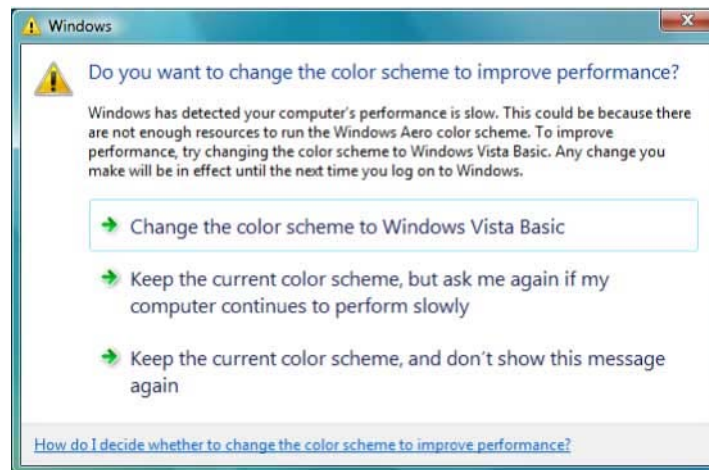 Windows
Do you want to change the color scheme to improve performance?
Windows has detected your computer's performance is slow. This could be because there
are not enough resources to run the Windows Aero color scheme. To improve
performance, try changing the color scheme to Windows Vista Basic. Any change you
make will be in effect until the next time you log on to Windows.
Change the color scheme to Windows Vista Basic
Keep the current color scheme, but ask me again if my
computer continues to perform slowly
Keep the current color scheme, and don't show this message
again
How do I decide whether to change the color scheme to improve performance?